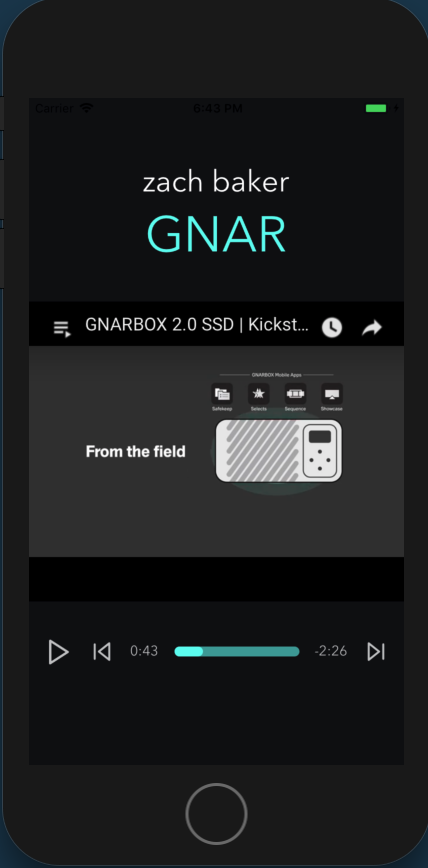 Carrier 6:43 PM
zach baker
GNAR
GNARBOX 2.0 SSD | Kickst...
GNARBOX Mobile Apps
Safekeep Selects Sequence Showcase
From the field
0:43 -2:26